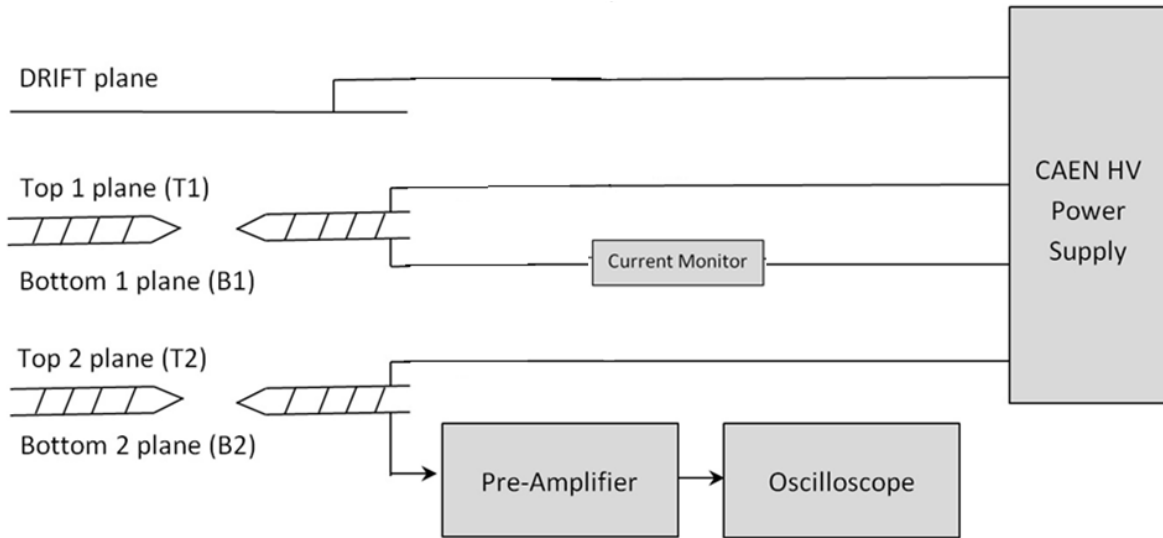 DRIFT plane
Top 1 plane (T1)
Bottom 1 plane (B1)
Current Monitor
CAEN HV
Power
Supply
Top 2 plane (T2)
Bottom 2 plane (B2)
Pre-Amplifier
Oscilloscope